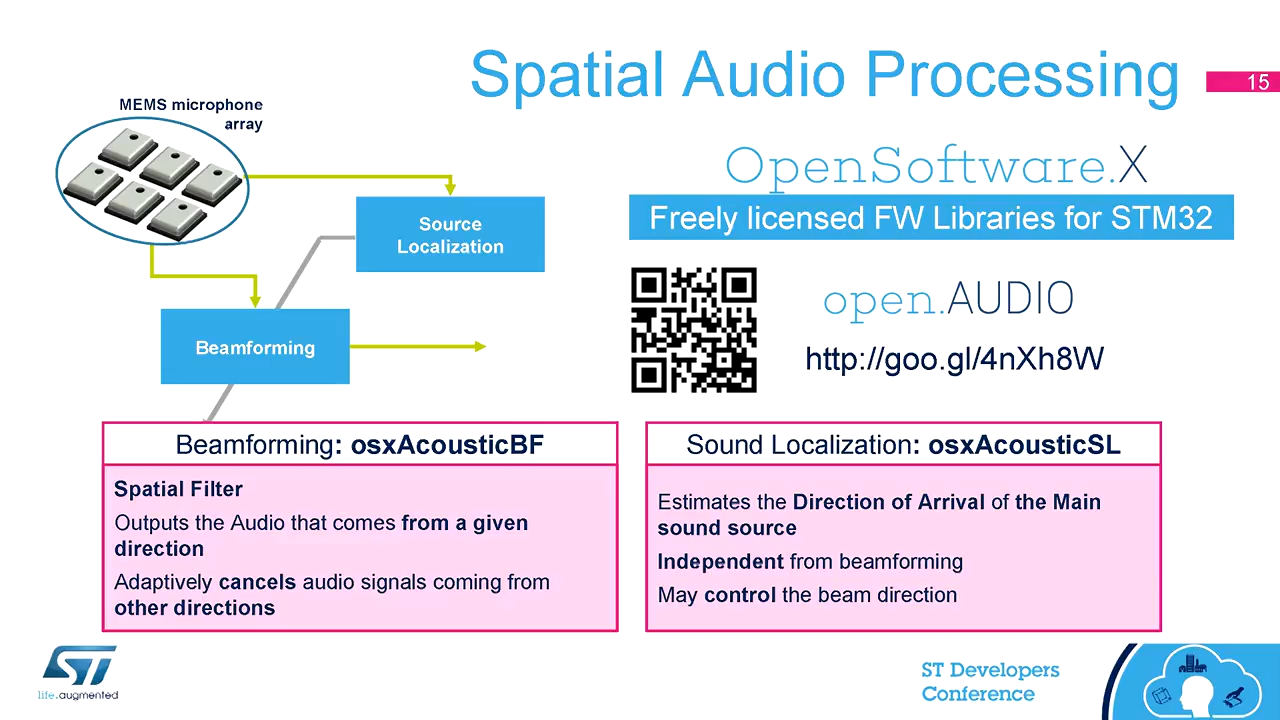 Spatial Audio Processing
15
MEMS microphone
array
Source
Localization
Beamforming
OpenSoftware.X
Freely licensed FW Libraries for STM32
open.AUDIO
http://goo.gl/4nXh8W
Beamforming: osxAcousticBF
Spatial Filter
Outputs the Audio that comes from a given
direction
Adaptively cancels audio signals coming from
other directions
Sound Localization: osxAcousticSL
Estimates the Direction of Arrival of the Main
sound source
Independent from beamforming
May control the beam direction
ST
life.augmented
ST Developers
Conference